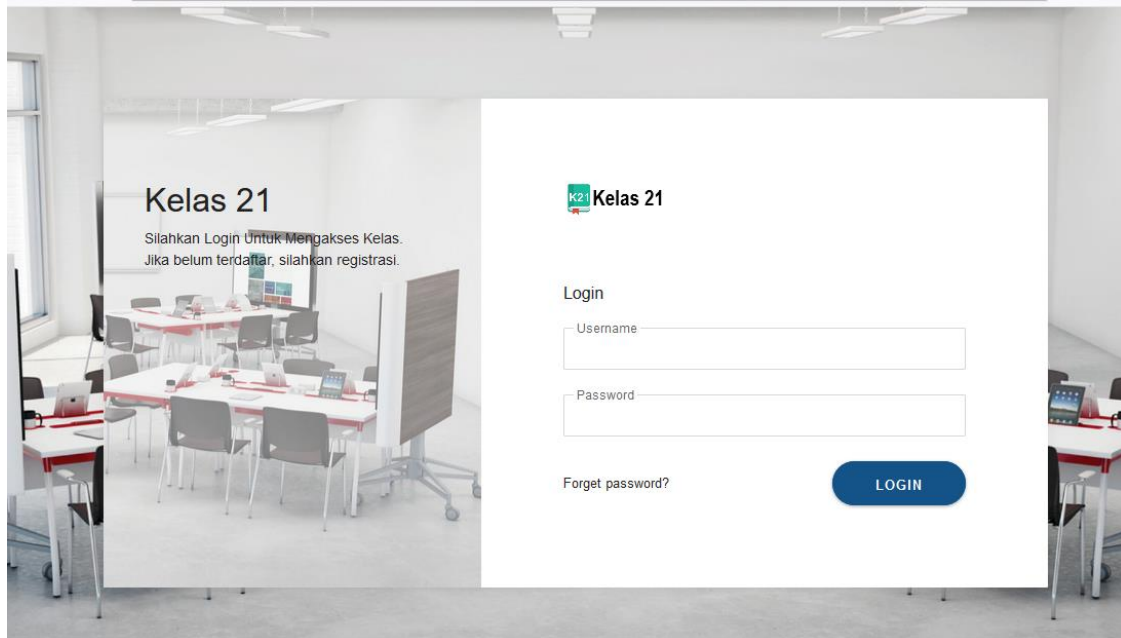 Kelas 21
Silahkan Login Untuk Mengakses Kelas.
Jika belum terdaftar, silahkan registrasi.
K21 Kelas 21
Login
Username
Password
Forget password?
LOGIN